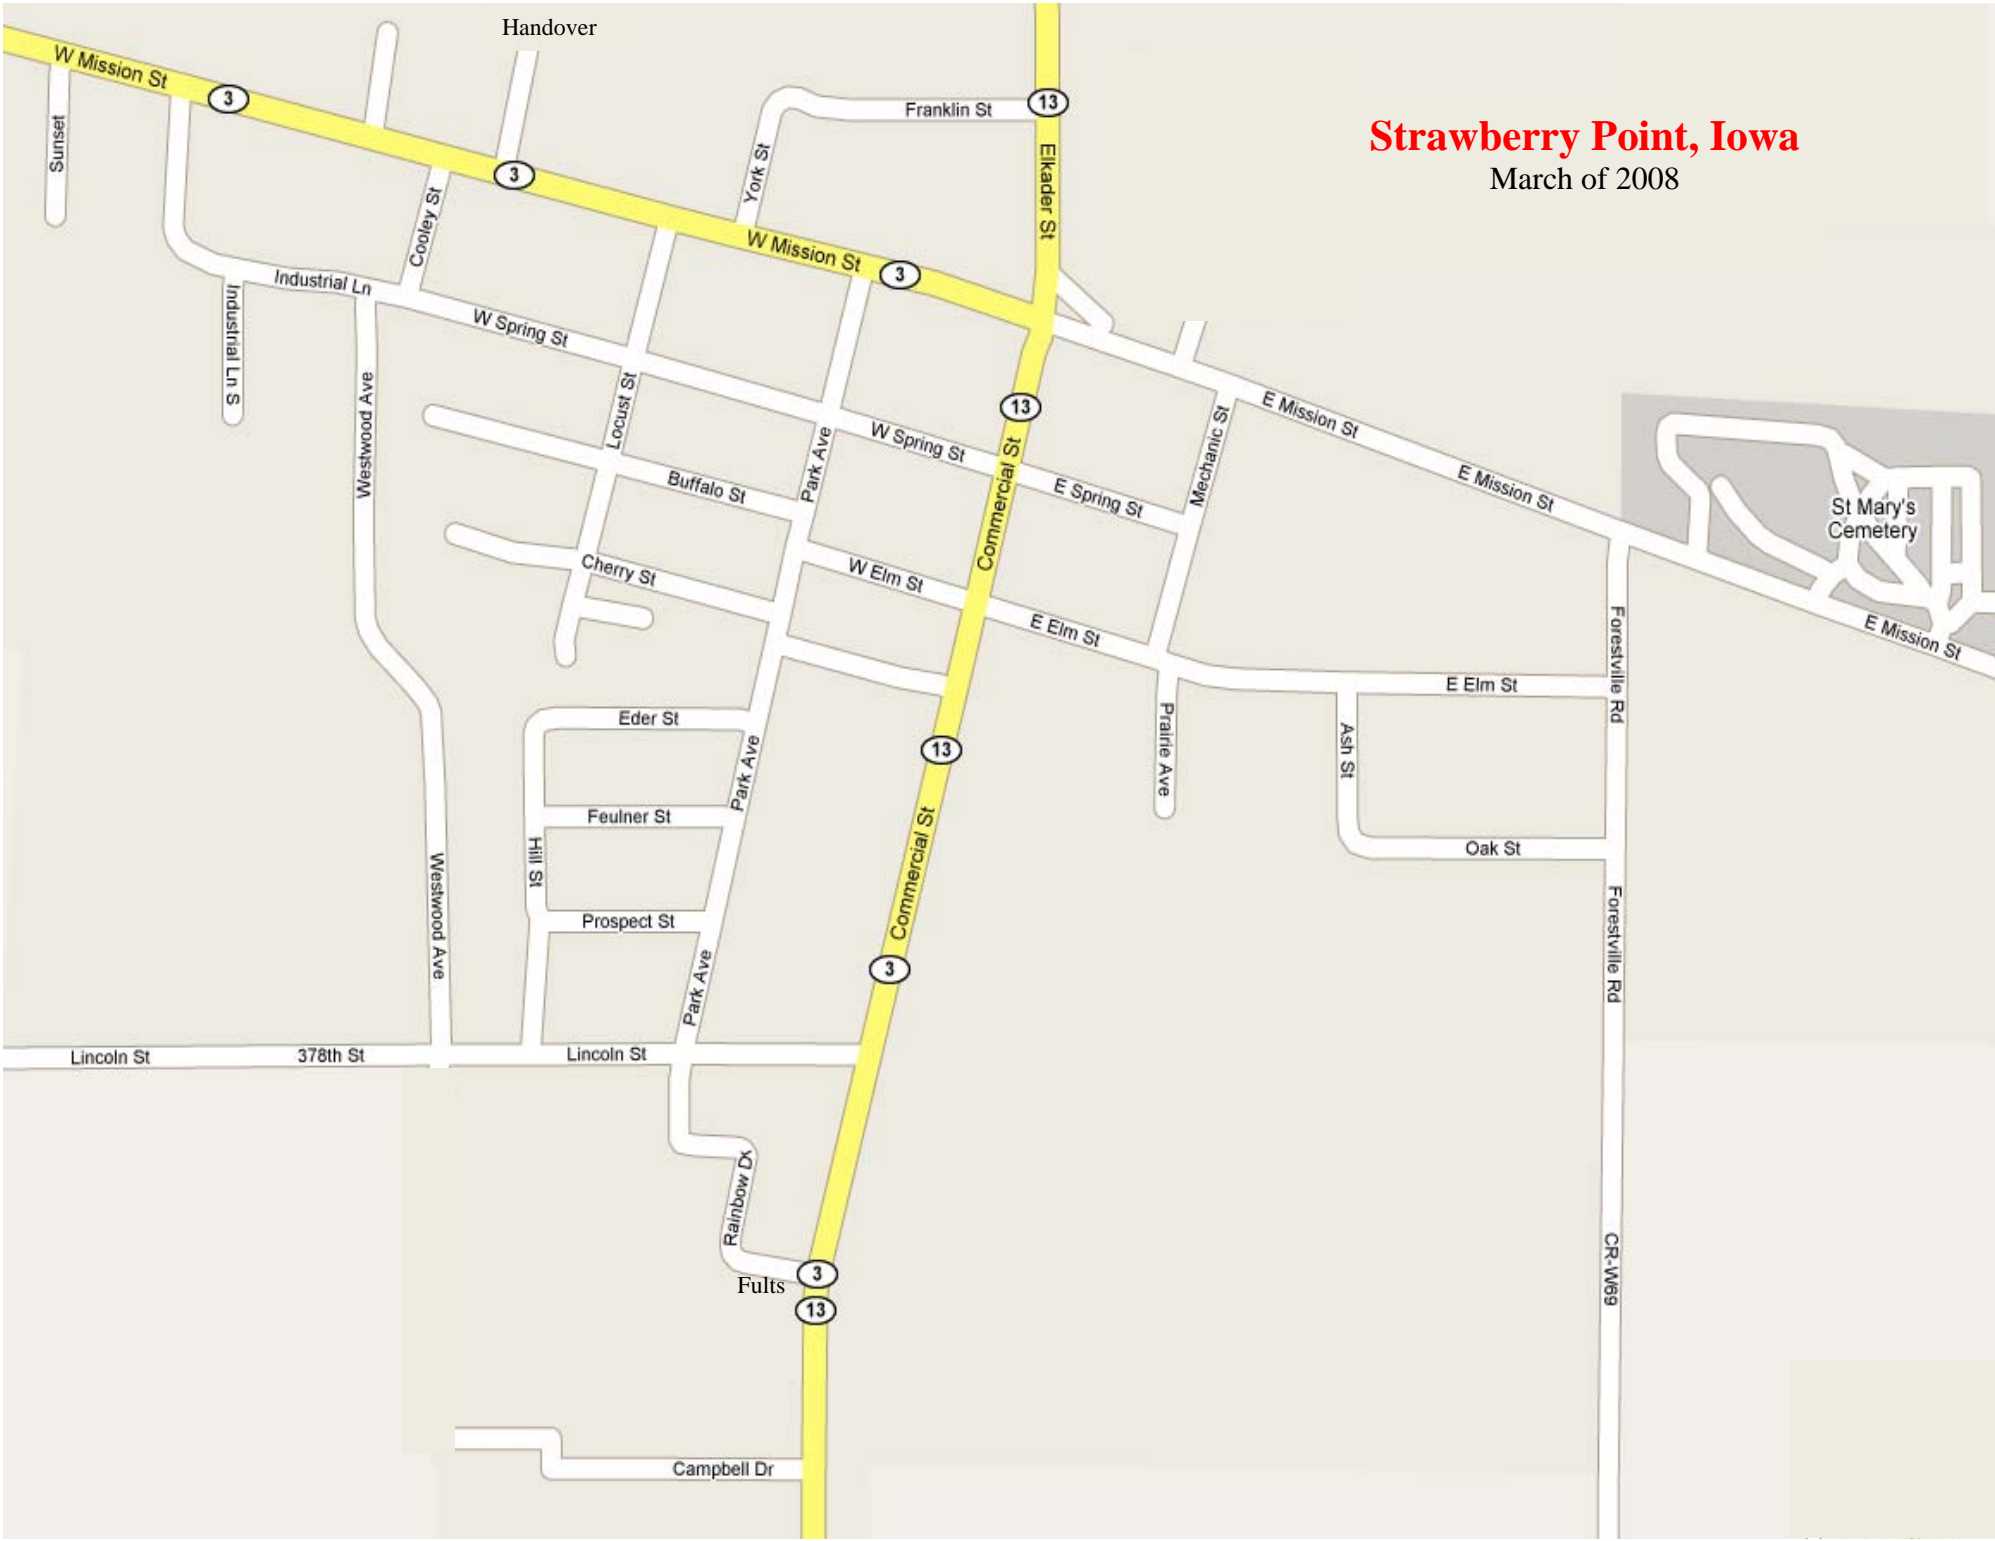 Handover
W Mission St
3
13
Franklin St
Sunset
Strawberry Point, Iowa
March of 2008
York St
Elkader St
3
Cooley St
W Mission St
3
Industrial Ln
Industrial Ln S
W Spring St
Locust St
Westwood Ave
13
E Mission St
Mechanic St
W Spring St
Park Ave
Commercial St
E Mission St
Buffalo St
E Spring St
St Mary's
Cemetery
Cherry St
W Elm St
E Elm St
Forestville Rd
E Mission St
E Elm St
Eder St
Prairie Ave
Ash St
Park Ave
13
Feulner St
Commercial St
Hill St
Oak St
Westwood Ave
Prospect St
Forestville Rd
Park Ave
3
Lincoln St
378th St
Lincoln St
Rainbow Dr
CR-W69
Fults
3
13
Campbell Dr